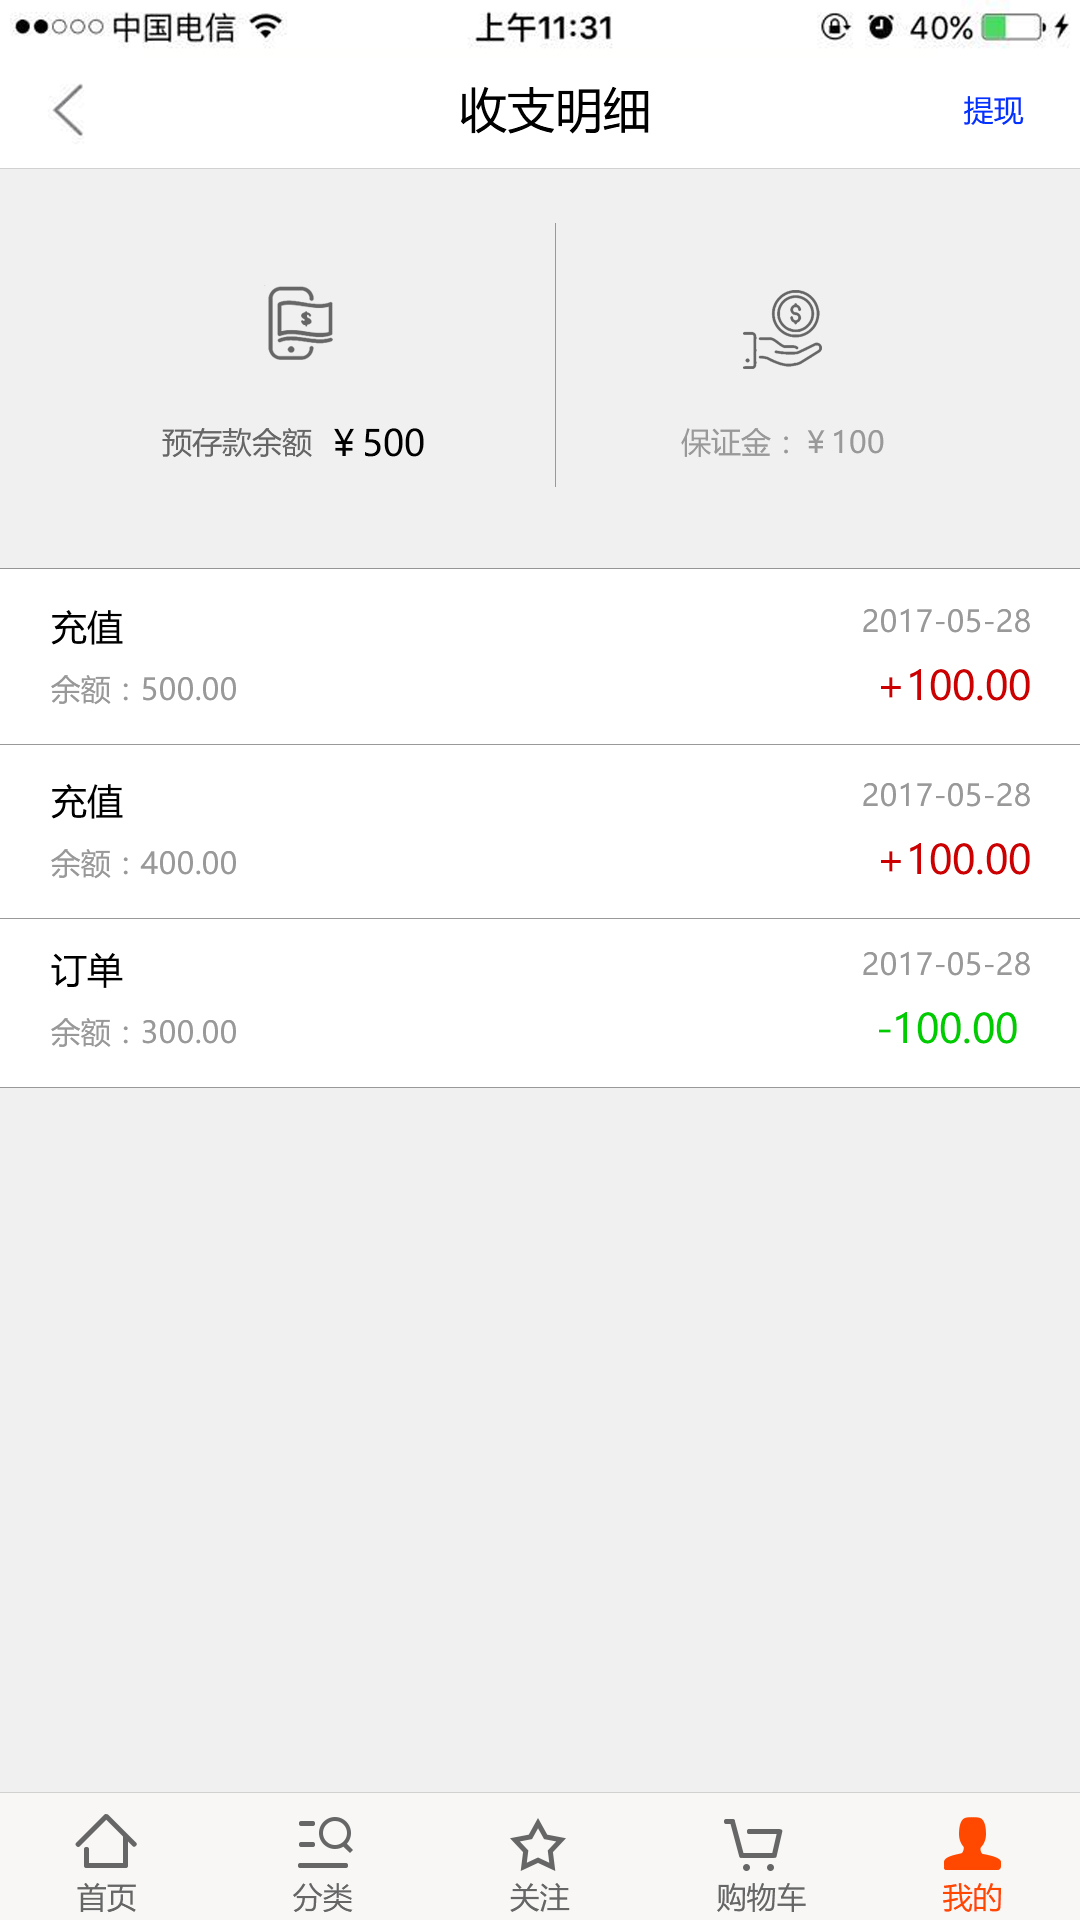 中国电信 上午11:31 40%
收支明细 提现
预存款余额 ¥500 保证金：¥100
充值 2017-05-28
余额：500.00 +100.00
充值 2017-05-28
余额：400.00 +100.00
订单 2017-05-28
余额：300.00 -100.00
首页 分类 关注 购物车 我的